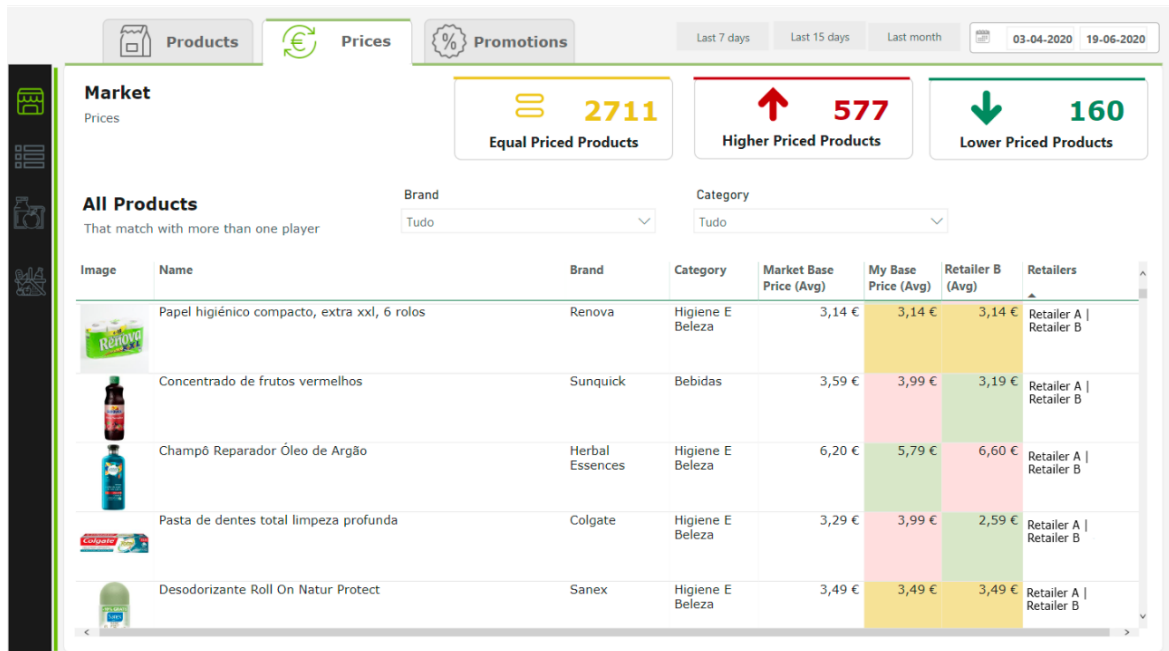 Products
Prices
Promotions
Last 7 days
Last 15 days
Last month
03-04-2020
19-06-2020
Market
Prices
2711
Equal Priced Products
577
Higher Priced Products
160
Lower Priced Products
All Products
That match with more than one player
Brand
Tudo
Category
Tudo
Image
Name
Brand
Category
Market Base
Price (Avg)
My Base
Price (Avg)
Retailer B
(Avg)
Retailers
Renova
XXL
Papel higiénico compacto, extra xxl, 6 rolos
Renova
Higiene E
Beleza
3,14 €
3,14 €
3,14 €
Retailer A |
Retailer B
Concentrado de frutos vermelhos
Sunquick
Bebidas
3,59 €
3,99 €
3,19 €
Retailer A |
Retailer B
Champô Reparador Óleo de Argão
Herbal
Essences
Higiene E
Beleza
6,20 €
5,79 €
6,60 €
Retailer A |
Retailer B
Colgate
Pasta de dentes total limpeza profunda
Colgate
Higiene E
Beleza
3,29 €
3,99 €
2,59 €
Retailer A |
Retailer B
Desodorizante Roll On Natur Protect
Sanex
Higiene E
Beleza
3,49 €
3,49 €
3,49 €
Retailer A |
Retailer B